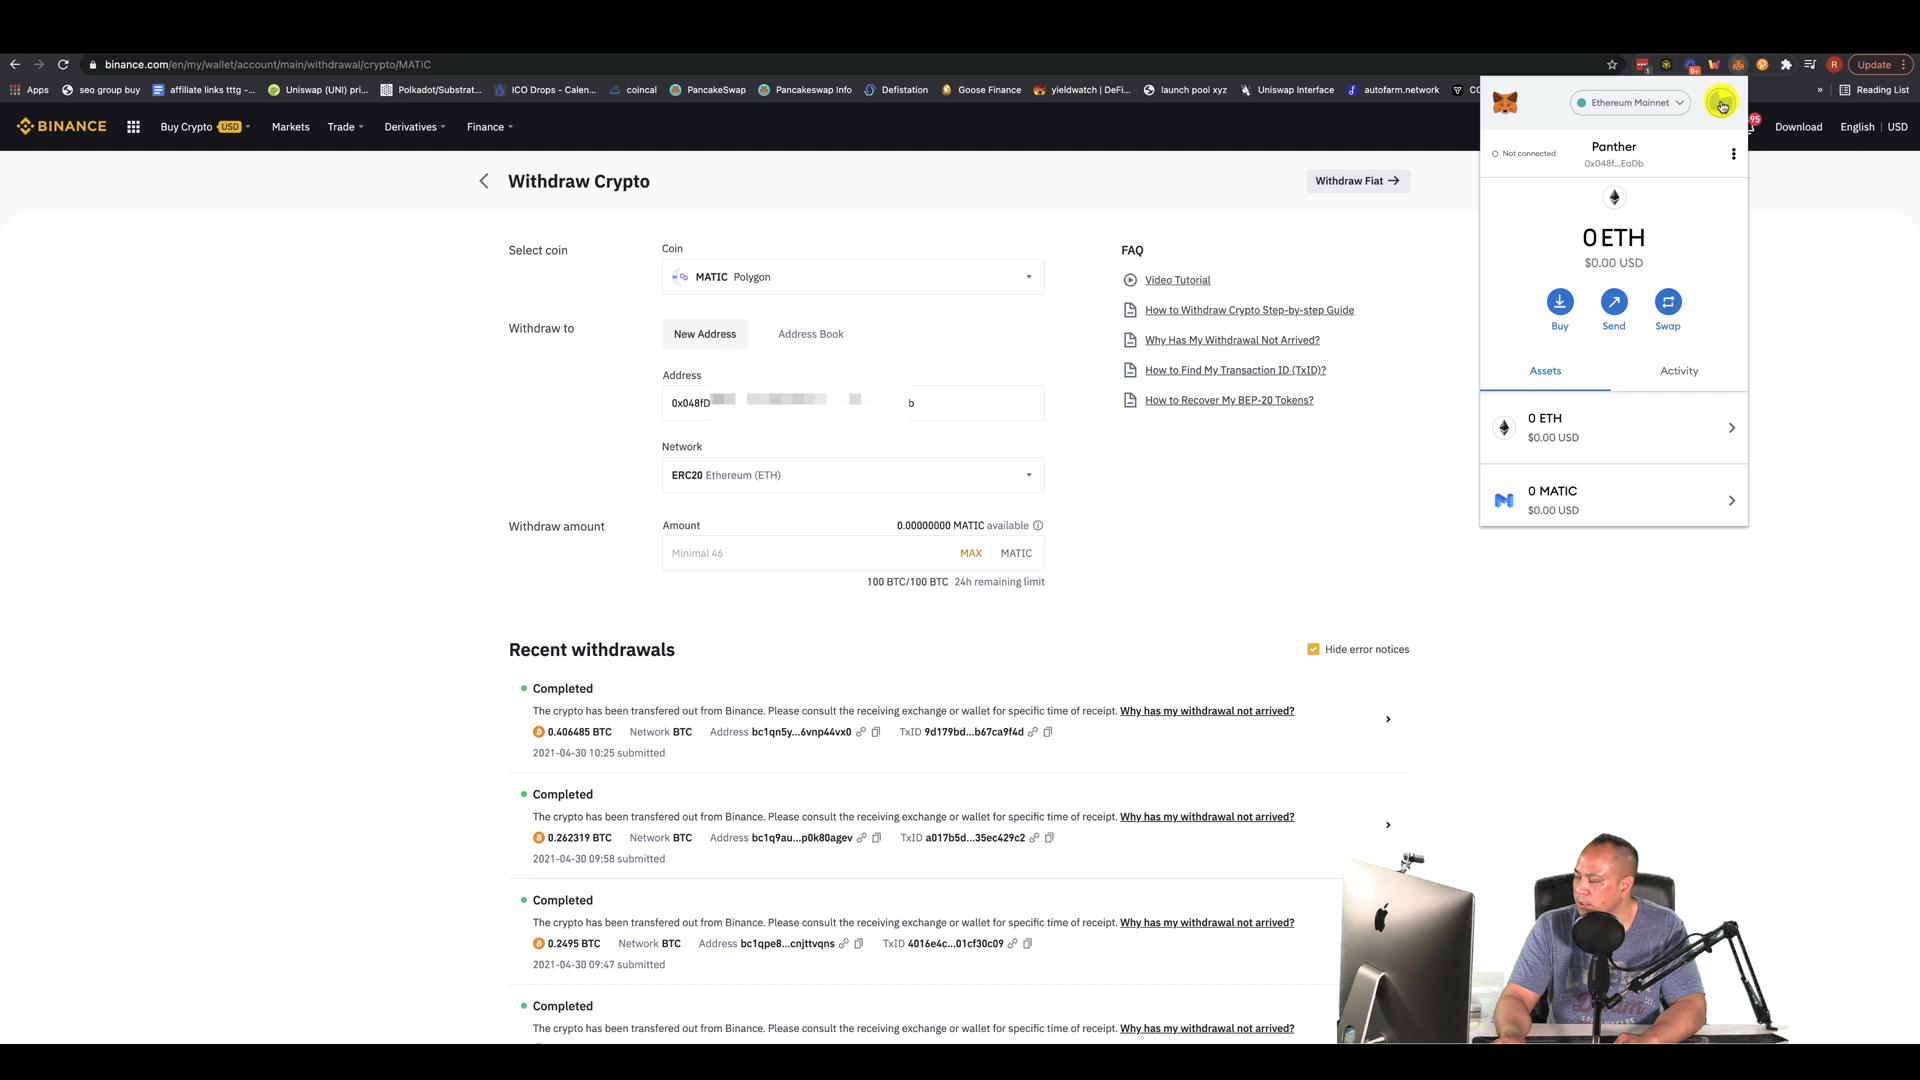 binance.com/en/my/wallet/account/main/withdrawal/crypto/MATIC
1
9+
R
Update
Apps
seo group buy
affiliate links tttg -...
Uniswap (UNI) pri...
Polkadot/Substrat...
ICO Drops - Calen...
coincal
PancakeSwap
Pancakeswap Info
Defistation
Goose Finance
yieldwatch | DeFi...
launch pool xyz
Uniswap Interface
autofarm.network
»
Reading List
BINANCE
Buy Crypto USD
Markets
Trade
Derivatives
Finance
95
Download
English | USD
Withdraw Crypto
Withdraw Fiat →
Select coin
Coin
MATIC Polygon
Withdraw to
New Address
Address Book
Address
0x048fD
b
Network
ERC20 Ethereum (ETH)
Withdraw amount
Amount
0.00000000 MATIC available
Minimal 46
MAX
MATIC
100 BTC/100 BTC 24h remaining limit
FAQ
Video Tutorial
How to Withdraw Crypto Step-by-step Guide
Why Has My Withdrawal Not Arrived?
How to Find My Transaction ID (TxID)?
How to Recover My BEP-20 Tokens?
Ethereum Mainnet
Not connected
Panther
0x048f...EaDb
0 ETH
$0.00 USD
Buy
Send
Swap
Assets
Activity
0 ETH
$0.00 USD
0 MATIC
$0.00 USD
Recent withdrawals
Hide error notices
Completed
The crypto has been transfered out from Binance. Please consult the receiving exchange or wallet for specific time of receipt. Why has my withdrawal not arrived?
0.406485 BTC Network BTC Address bc1qn5y...6vnp44vx0 TxID 9d179bd...b67ca9f4d
2021-04-30 10:25 submitted
Completed
The crypto has been transfered out from Binance. Please consult the receiving exchange or wallet for specific time of receipt. Why has my withdrawal not arrived?
0.262319 BTC Network BTC Address bc1q9au...p0k80agev TxID a017b5d...35ec429c2
2021-04-30 09:58 submitted
Completed
The crypto has been transfered out from Binance. Please consult the receiving exchange or wallet for specific time of receipt. Why has my withdrawal not arrived?
0.2495 BTC Network BTC Address bc1qpe8...cnjttvqns TxID 4016e4c...01cf30c09
2021-04-30 09:47 submitted
Completed
The crypto has been transfered out from Binance. Please consult the receiving exchange or wallet for specific time of receipt. Why has my withdrawal not arrived?